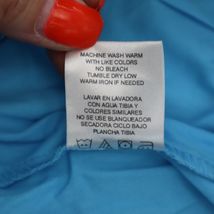 MACHINE WASH WARM
WITH LIKE COLORS
NO BLEACH
TUMBLE DRY LOW
WARM IRON IF NEEDED
LAVAR EN LAVADORA
CON AGUA TIBIA Y
COLORES SIMILARES
NO SE USE BLANQUEADOR
SECADORA CICLO BAJO
PLANCHA TIBIA